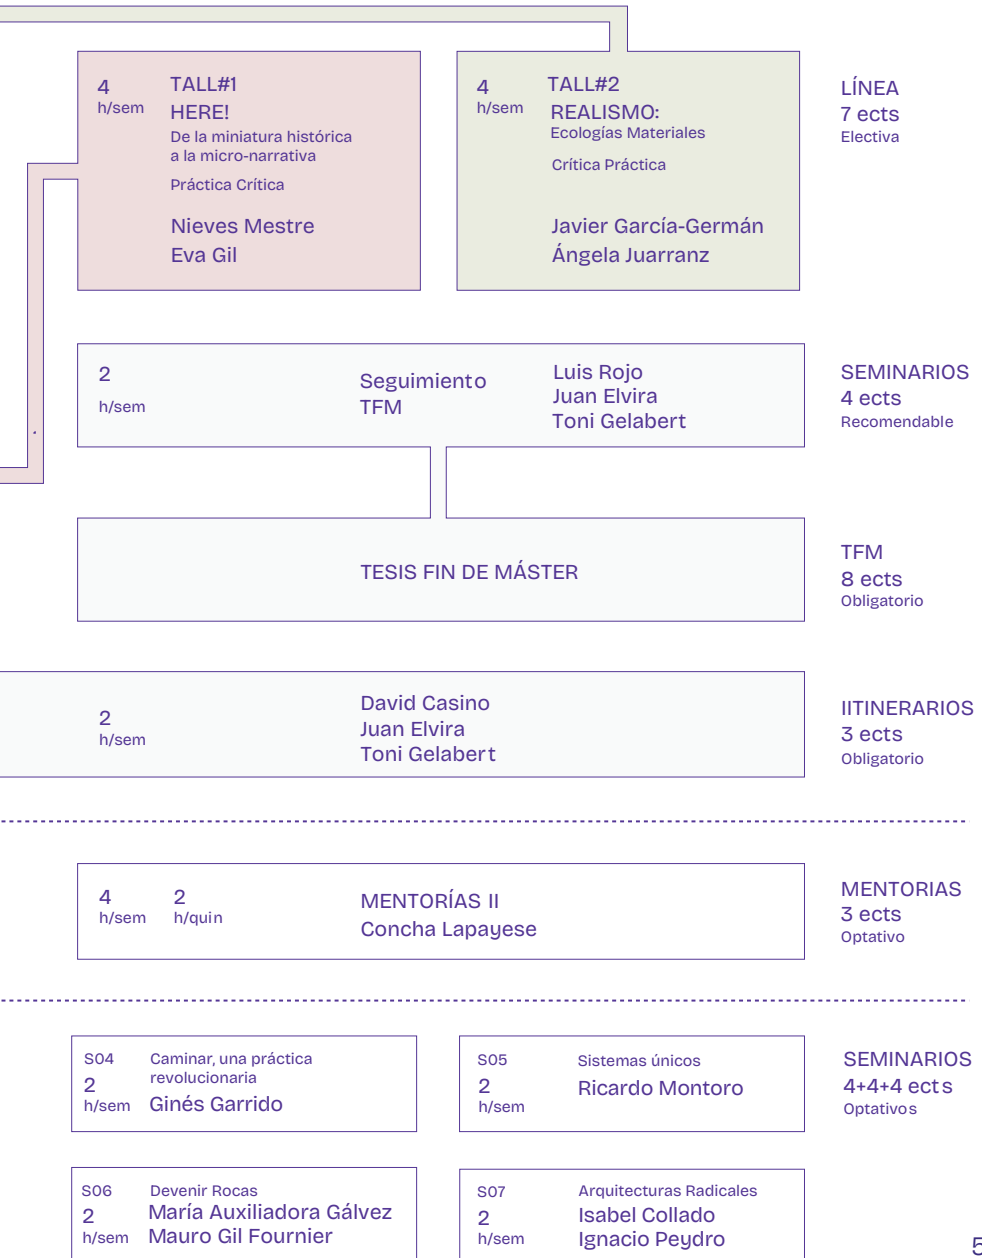 4
h/sem
TALL#1
HERE!
De la miniatura histórica
a la micro-narrativa
Práctica Crítica
Nieves Mestre
Eva Gil
4
h/sem
TALL#2
REALISMO:
Ecologías Materiales
Crítica Práctica
Javier García-Germán
Ángela Juarranz
LÍNEA
7 ects
Electiva
2
h/sem
Seguimiento
TFM
Luis Rojo
Juan Elvira
Toni Gelabert
SEMINARIOS
4 ects
Recomendable
TESIS FIN DE MÁSTER
TFM
8 ects
Obligatorio
2
h/sem
David Casino
Juan Elvira
Toni Gelabert
IITINERARIOS
3 ects
Obligatorio
4
h/sem
2
h/quin
MENTORÍAS II
Concha Lapayese
MENTORIAS
3 ects
Optativo
S04
2
h/sem
Caminar, una práctica
revolucionaria
Ginés Garrido
S05
2
h/sem
Sistemas únicos
Ricardo Montoro
SEMINARIOS
4+4+4 ects
Optativos
S06
2
h/sem
Devenir Rocas
María Auxiliadora Gálvez
Mauro Gil Fournier
S07
2
h/sem
Arquitecturas Radicales
Isabel Collado
Ignacio Peydro
5